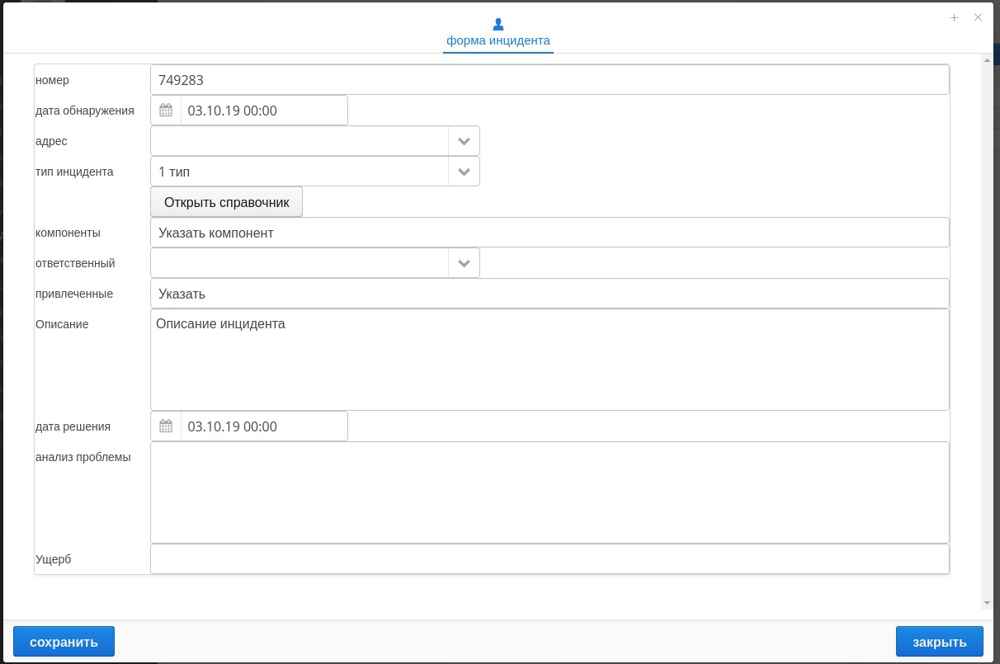 форма инцидента
номер 749283
дата обнаружения 03.10.19 00:00
адрес
тип инцидента 1 тип
Открыть справочник
компоненты Указать компонент
ответственный
привлеченные Указать
Описание Описание инцидента
дата решения 03.10.19 00:00
анализ проблемы
Ущерб
сохранить закрыть